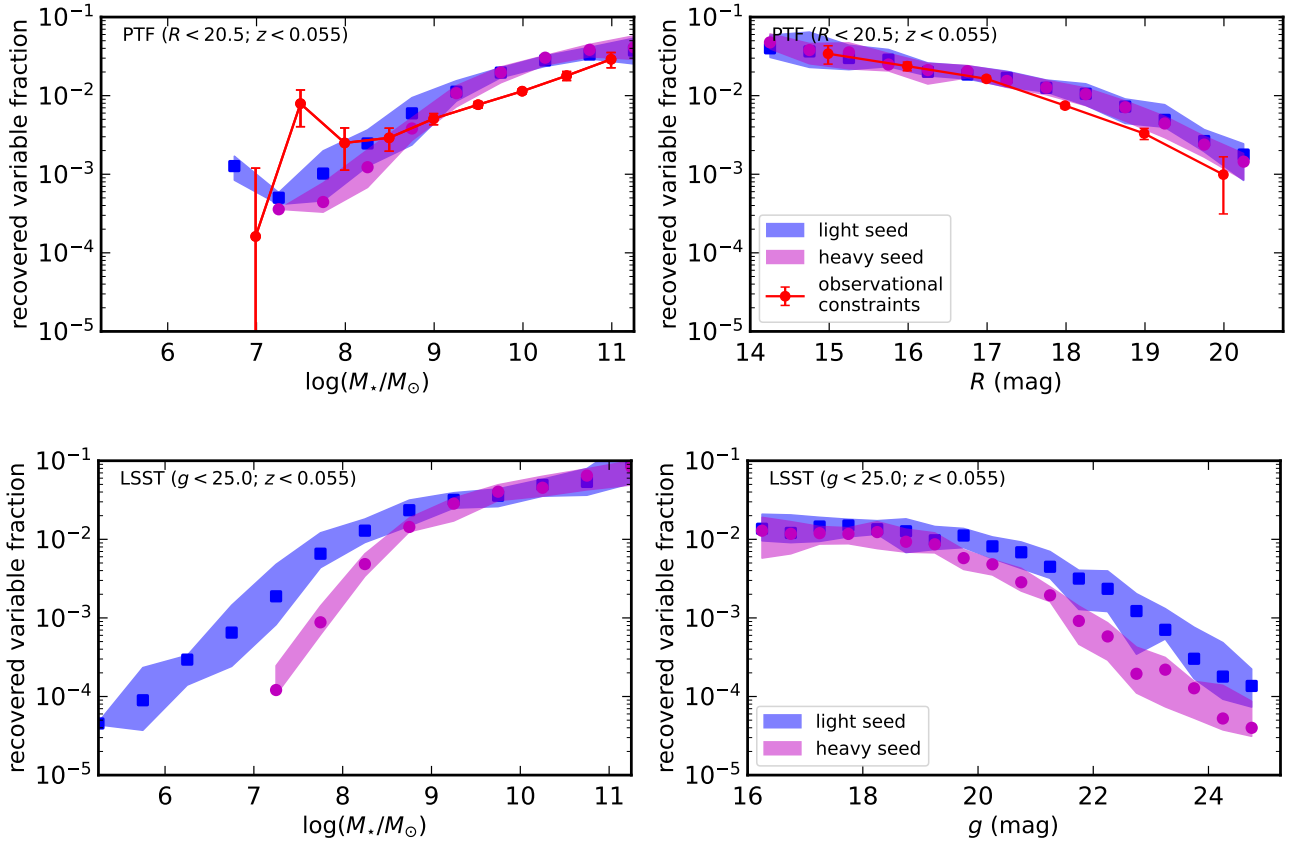 PTF (R < 20.5; z < 0.055)
recovered variable fraction
10⁻¹
10⁻²
10⁻³
10⁻⁴
10⁻⁵
6 7 8 9 10 11
log(M⋆/M⊙)
PTF (R < 20.5; z < 0.055)
recovered variable fraction
10⁻¹
10⁻²
10⁻³
10⁻⁴
10⁻⁵
light seed
heavy seed
observational
constraints
14 15 16 17 18 19 20
R (mag)
LSST (g < 25.0; z < 0.055)
recovered variable fraction
10⁻¹
10⁻²
10⁻³
10⁻⁴
10⁻⁵
6 7 8 9 10 11
log(M⋆/M⊙)
LSST (g < 25.0; z < 0.055)
recovered variable fraction
10⁻¹
10⁻²
10⁻³
10⁻⁴
10⁻⁵
light seed
heavy seed
16 18 20 22 24
g (mag)